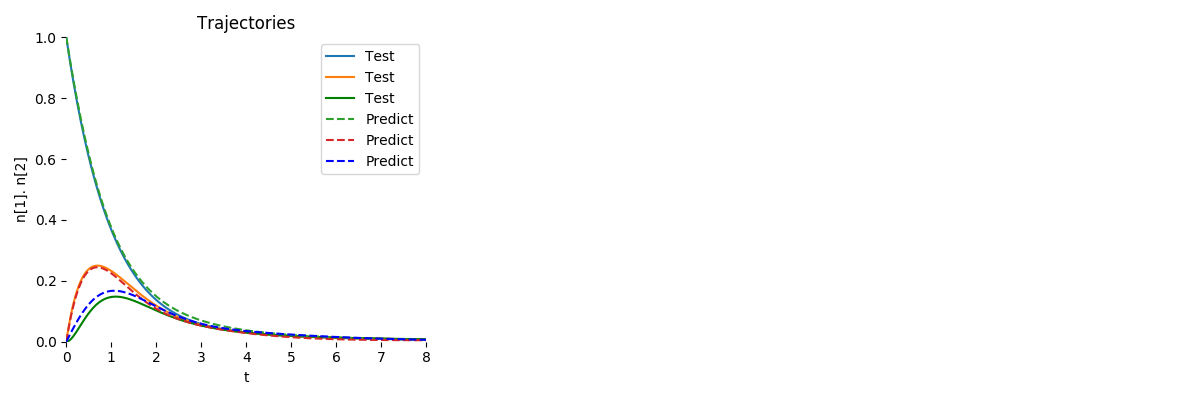 Trajectories
1.0
0.8
0.6
0.4
0.2
0.0
n[1]. n[2]
Test
Test
Test
Predict
Predict
Predict
0 1 2 3 4 5 6 7 8
t